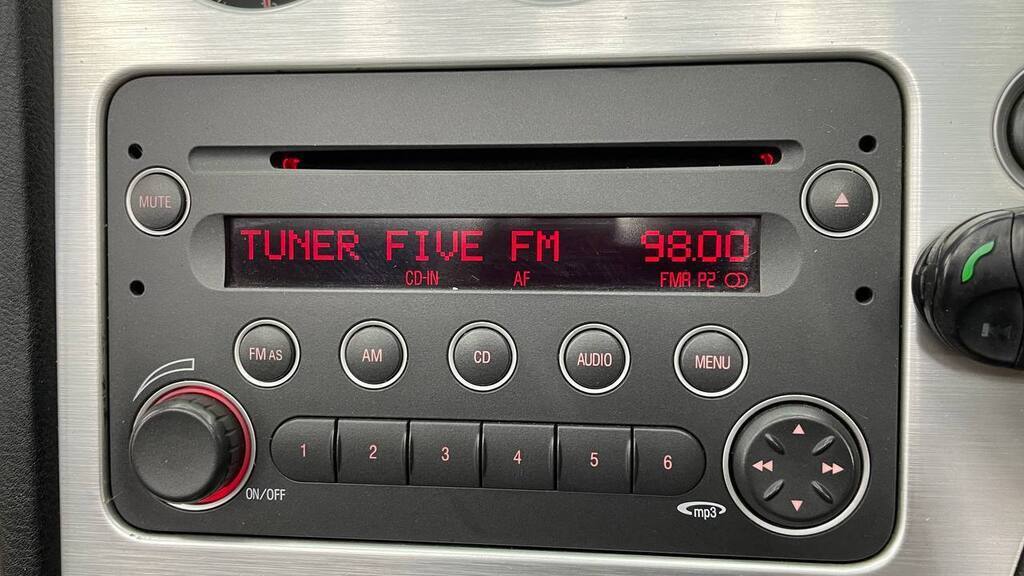 MUTE
TUNER FIVE FM 98.00
CD-IN AF FMA P2
FM AS AM CD AUDIO MENU
1 2 3 4 5 6
ON/OFF
mp3